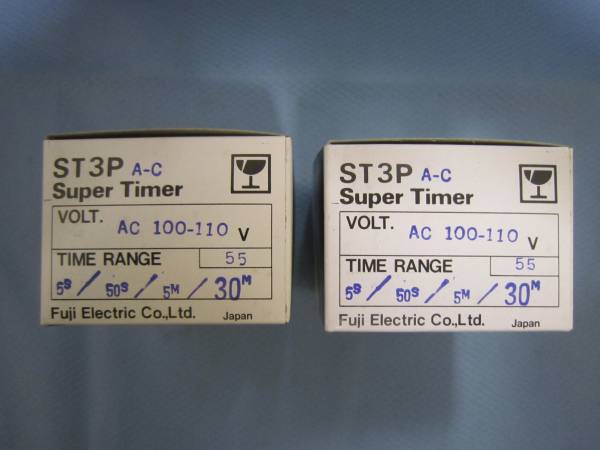 ST3P A-C
Super Timer
VOLT. AC 100-110 V
TIME RANGE 55
5S / 50S / 5M / 30M
Fuji Electric Co.,Ltd. Japan
ST3P A-C
Super Timer
VOLT. AC 100-110 V
TIME RANGE 55
5S / 50S / 5M / 30M
Fuji Electric Co.,Ltd. Japan